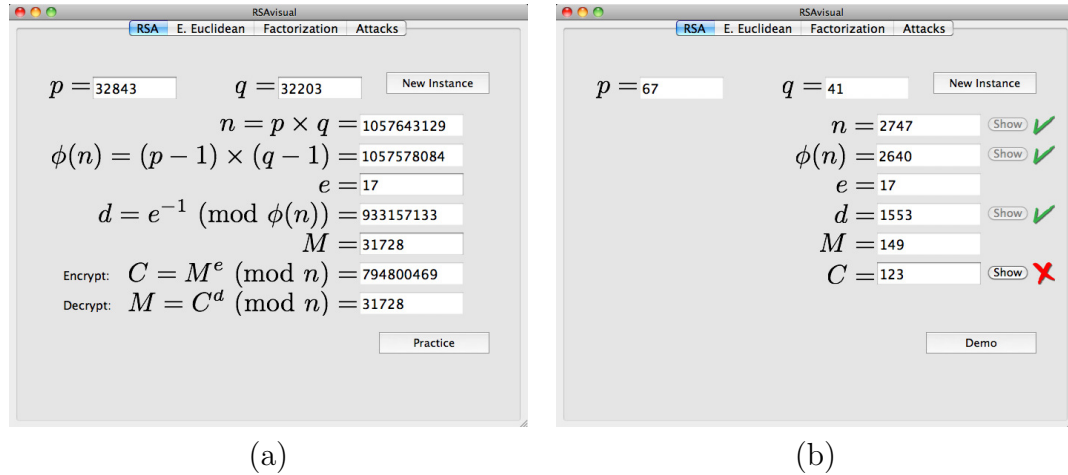 RSAvisual
RSA E. Euclidean Factorization Attacks
p = 32843 q = 32203 New Instance
n = p × q = 1057643129
ϕ(n) = (p − 1) × (q − 1) = 1057578084
e = 17
d = e⁻¹ (mod ϕ(n)) = 933157133
M = 31728
Encrypt: C = Mᵉ (mod n) = 794800469
Decrypt: M = Cᵈ (mod n) = 31728
Practice
(a)
RSAvisual
RSA E. Euclidean Factorization Attacks
p = 67 q = 41 New Instance
n = 2747 Show
ϕ(n) = 2640 Show
e = 17
d = 1553 Show
M = 149
C = 123 Show
Demo
(b)